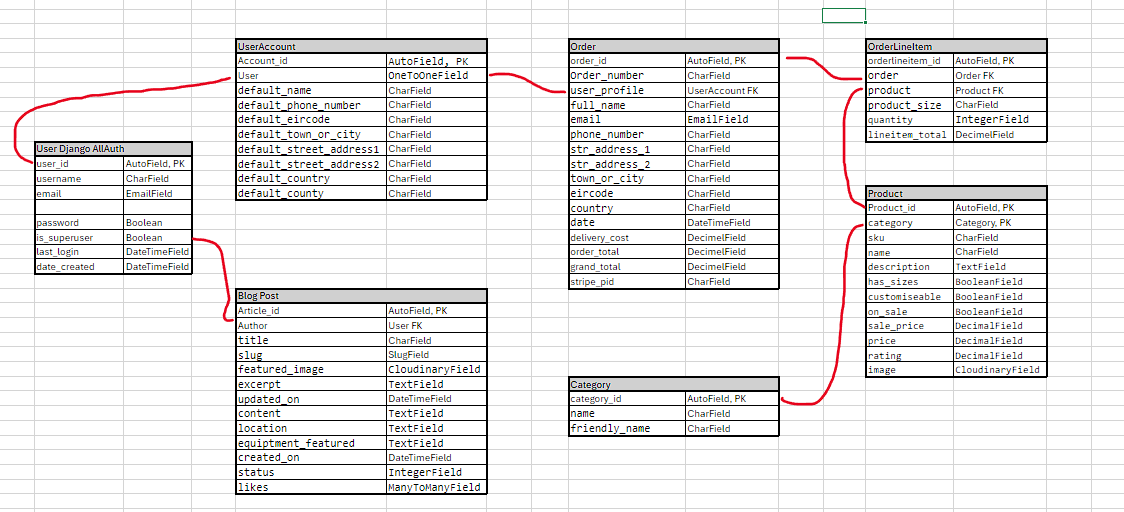 UserAccount
Account_id AutoField, PK
User OneToOneField
default_name CharField
default_phone_number CharField
default_eircode CharField
default_town_or_city CharField
default_street_address1 CharField
default_street_address2 CharField
default_country CharField
default_county CharField
User Django AllAuth
user_id AutoField, PK
username CharField
email EmailField
password Boolean
is_superuser Boolean
last_login DateTimeField
date_created DateTimeField
Blog Post
Article_id AutoField, PK
Author User FK
title CharField
slug SlugField
featured_image CloudinaryField
excerpt TextField
updated_on DateTimeField
content TextField
location TextField
equiptment_featured TextField
created_on DateTimeField
status IntegerField
likes ManyToManyField
Order
order_id AutoField, PK
Order_number CharField
user_profile UserAccount FK
full_name CharField
email EmailField
phone_number CharField
str_address_1 CharField
str_address_2 CharField
town_or_city CharField
eircode CharField
country CharField
date DateTimeField
delivery_cost DecimelField
order_total DecimelField
grand_total DecimelField
stripe_pid CharField
Category
category_id AutoField, PK
name CharField
friendly_name CharField
OrderLineItem
orderlineitem_id AutoField, PK
order Order FK
product Product FK
product_size CharField
quantity IntegerField
lineitem_total DecimelField
Product
Product_id AutoField, PK
category Category, PK
sku CharField
name CharField
description TextField
has_sizes BooleanField
customiseable BooleanField
on_sale BooleanField
sale_price DecimalField
price DecimalField
rating DecimalField
image CloudinaryField